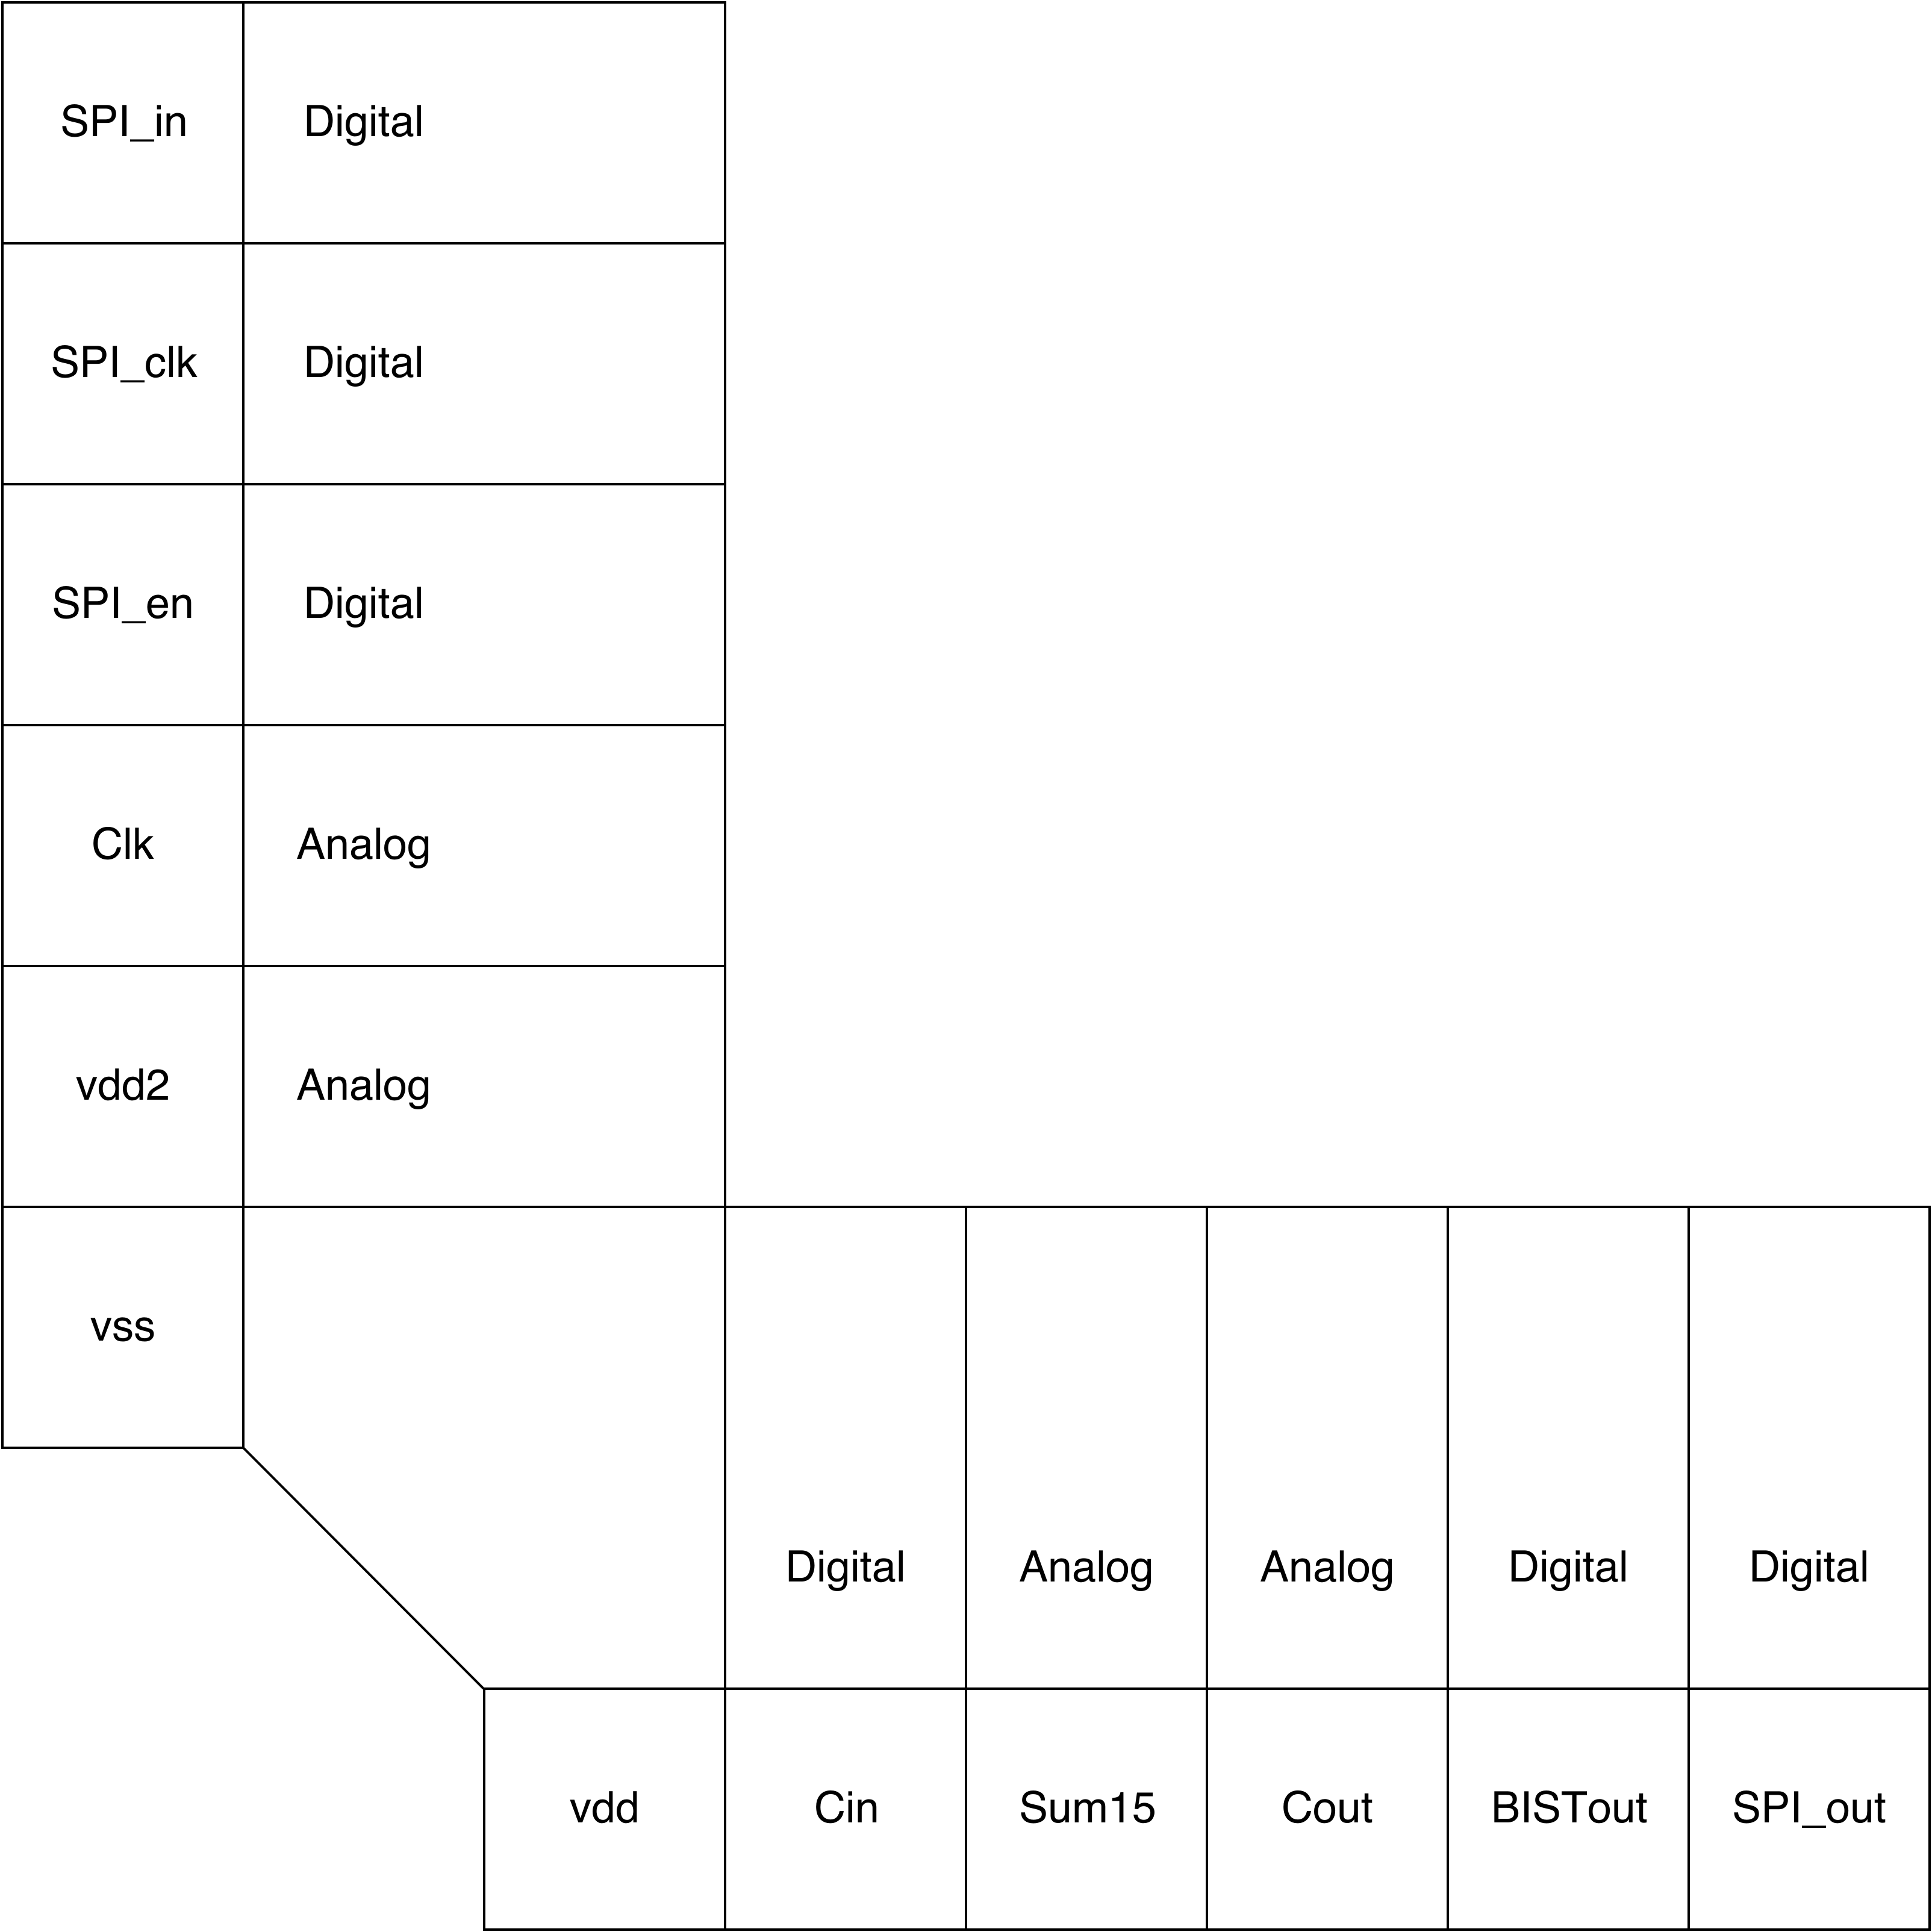 SPI_in Digital
SPI_clk Digital
SPI_en Digital
Clk Analog
vdd2 Analog
vss
Digital Analog Analog Digital Digital
vdd Cin Sum15 Cout BISTout SPI_out